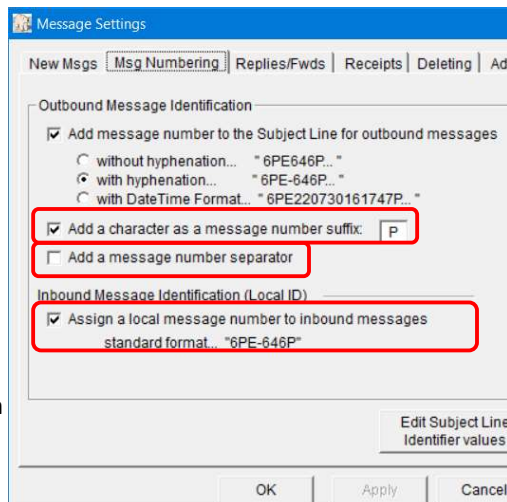 Message Settings
New Msgs Msg Numbering Replies/Fwds Receipts Deleting Ad
Outbound Message Identification
Add message number to the Subject Line for outbound messages
without hyphenation... " 6PE646P... "
with hyphenation... " 6PE-646P... "
with DateTime Format... " 6PE220730161747P... "
Add a character as a message number suffix: P
Add a message number separator
Inbound Message Identification (Local ID)
Assign a local message number to inbound messages
standard format... "6PE-646P"
Edit Subject Line
Identifier values
OK Apply Cancel